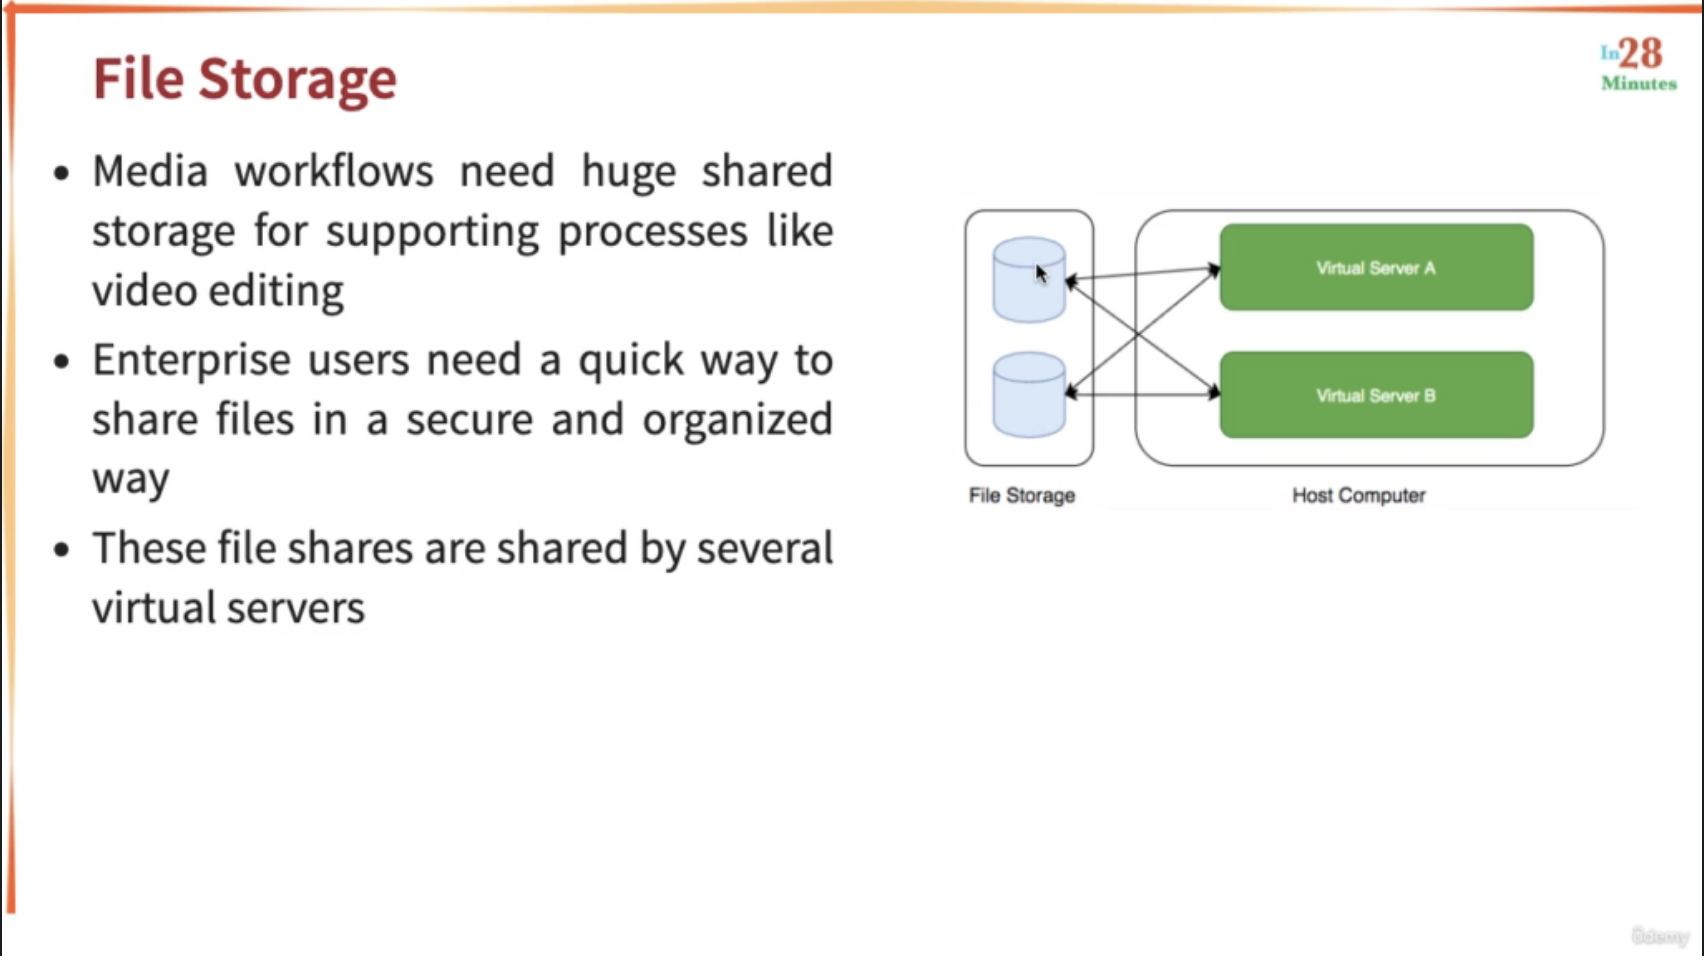 File Storage
In28
Minutes
• Media workflows need huge shared
storage for supporting processes like
video editing
• Enterprise users need a quick way to
share files in a secure and organized
way
• These file shares are shared by several
virtual servers
Virtual Server A
Virtual Server B
File Storage
Host Computer
ûdemy